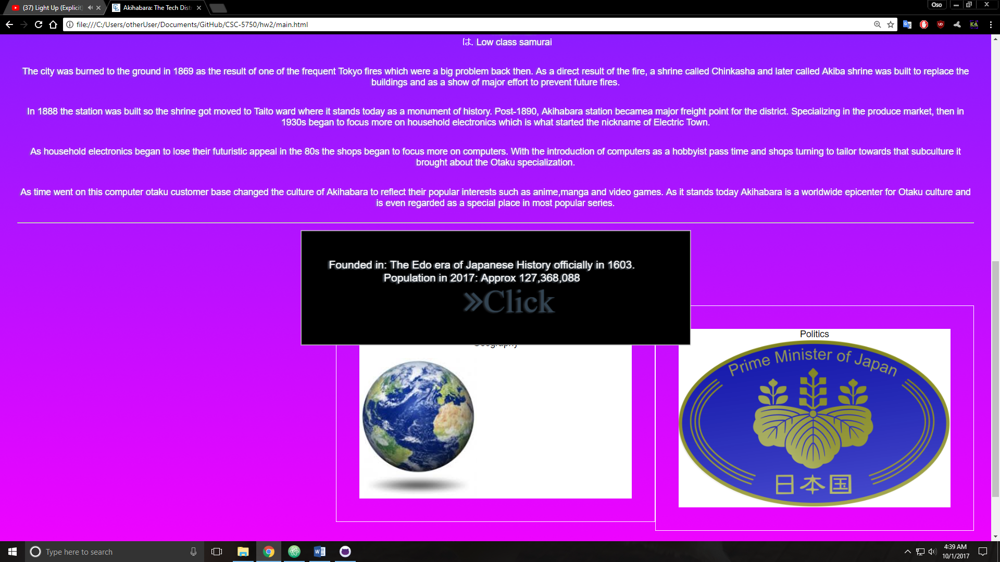 (37) Light Up (Explicit)
Akihabara: The Tech Dist
Oso
file:///C:/Users/otherUser/Documents/GitHub/CSC-5750/hw2/main.html
は. Low class samurai
The city was burned to the ground in 1869 as the result of one of the frequent Tokyo fires which were a big problem back then. As a direct result of the fire, a shrine called Chinkasha and later called Akiba shrine was built to replace the
buildings and as a show of major effort to prevent future fires.
In 1888 the station was built so the shrine got moved to Taito ward where it stands today as a monument of history. Post-1890, Akihabara station becamea major freight point for the district. Specializing in the produce market, then in
1930s began to focus more on household electronics which is what started the nickname of Electric Town.
As household electronics began to lose their futuristic appeal in the 80s the shops began to focus more on computers. With the introduction of computers as a hobbyist pass time and shops turning to tailor towards that subculture it
brought about the Otaku specialization.
As time went on this computer otaku customer base changed the culture of Akihabara to reflect their popular interests such as anime,manga and video games. As it stands today Akihabara is a worldwide epicenter for Otaku culture and
is even regarded as a special place in most popular series.
Founded in: The Edo era of Japanese History officially in 1603.
Population in 2017: Approx 127,368,088
»Click
Geography
Politics
Prime Minister of Japan
日本国
Type here to search
4:39 AM
10/1/2017